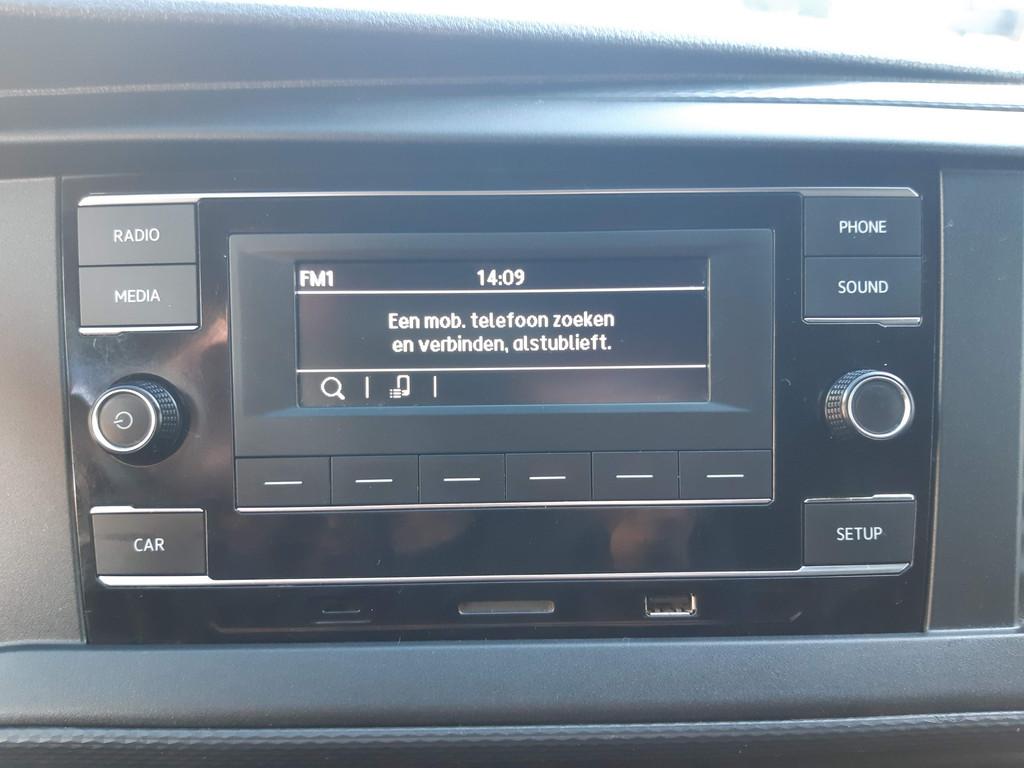 RADIO
MEDIA
FM1 14:09
Een mob. telefoon zoeken
en verbinden, alstublieft.
PHONE
SOUND
CAR
SETUP